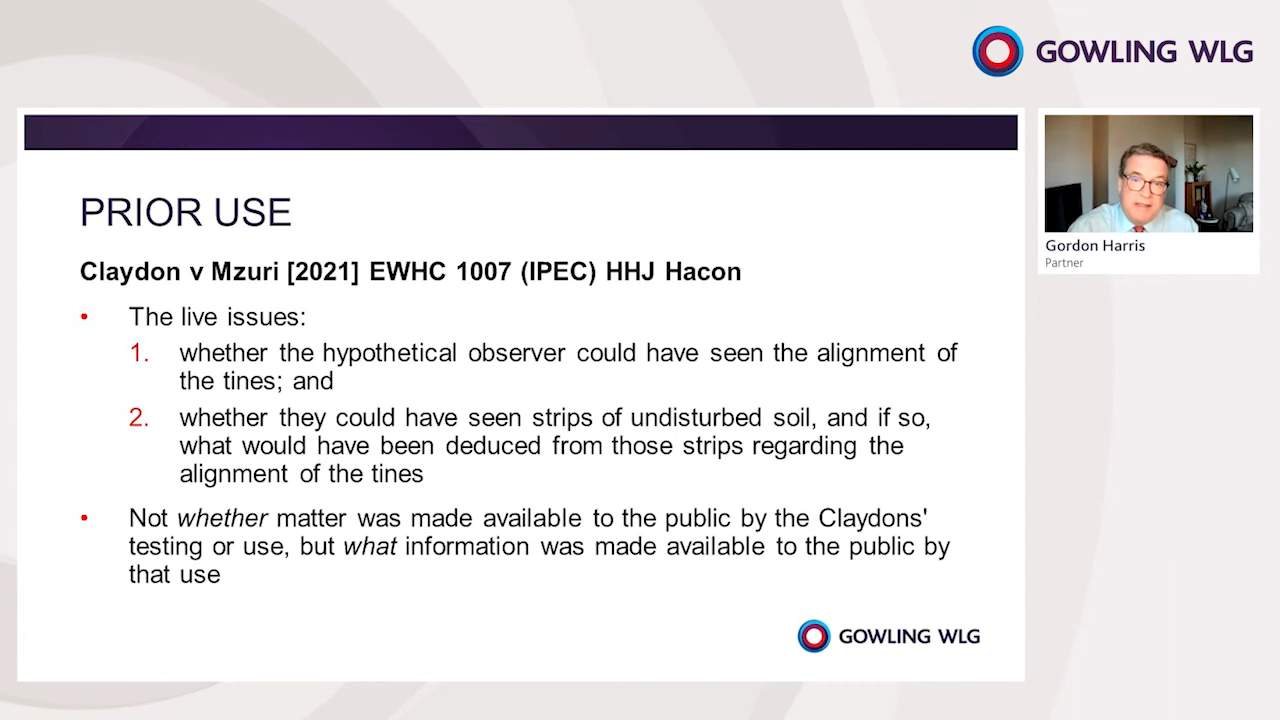 GOWLING WLG
PRIOR USE
Claydon v Mzuri [2021] EWHC 1007 (IPEC) HHJ Hacon
• The live issues:
1. whether the hypothetical observer could have seen the alignment of
the tines; and
2. whether they could have seen strips of undisturbed soil, and if so,
what would have been deduced from those strips regarding the
alignment of the tines
• Not whether matter was made available to the public by the Claydons'
testing or use, but what information was made available to the public by
that use
GOWLING WLG
Gordon Harris
Partner